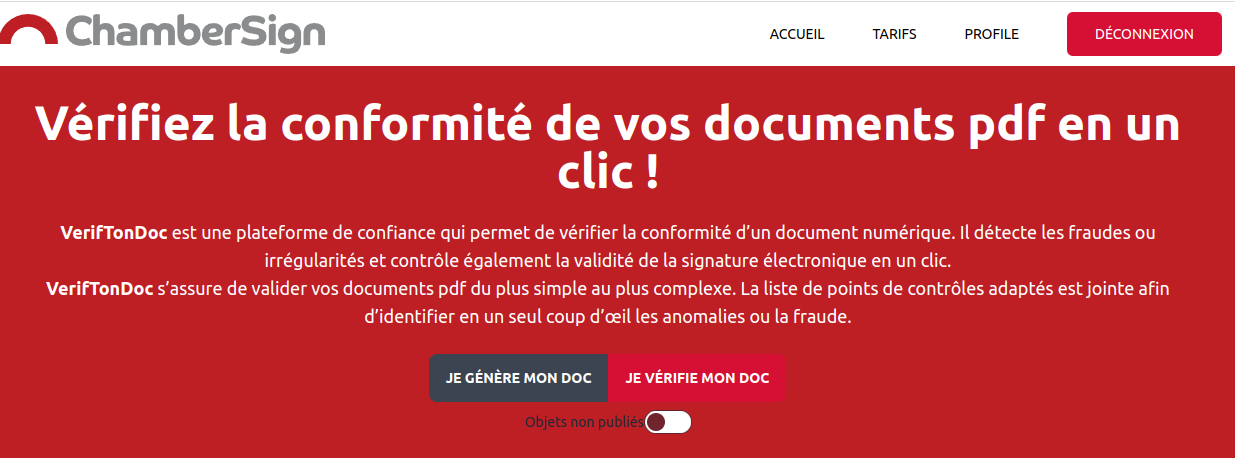 ChamberSign
ACCUEIL TARIFS PROFILE DÉCONNEXION
Vérifiez la conformité de vos documents pdf en un
clic !
VerifTonDoc est une plateforme de confiance qui permet de vérifier la conformité d’un document numérique. Il détecte les fraudes ou
irrégularités et contrôle également la validité de la signature électronique en un clic.
VerifTonDoc s’assure de valider vos documents pdf du plus simple au plus complexe. La liste de points de contrôles adaptés est jointe afin
d’identifier en un seul coup d’œil les anomalies ou la fraude.
JE GÉNÈRE MON DOC JE VÉRIFIE MON DOC
Objets non publiés